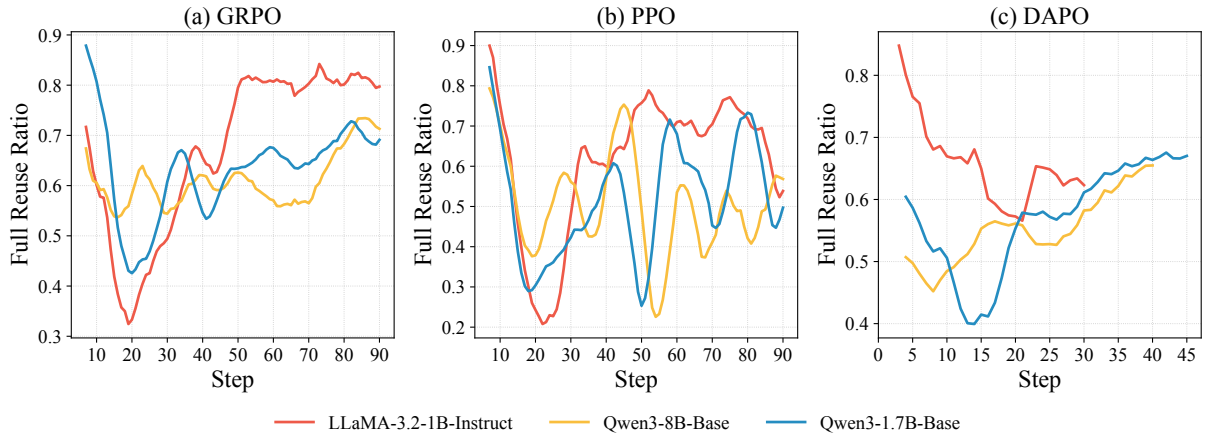 (a) GRPO
Full Reuse Ratio
0.9
0.8
0.7
0.6
0.5
0.4
0.3
10 20 30 40 50 60 70 80 90
Step
(b) PPO
Full Reuse Ratio
0.9
0.8
0.7
0.6
0.5
0.4
0.3
0.2
10 20 30 40 50 60 70 80 90
Step
(c) DAPO
Full Reuse Ratio
0.8
0.7
0.6
0.5
0.4
0 5 10 15 20 25 30 35 40 45
Step
LLaMA-3.2-1B-Instruct Qwen3-8B-Base Qwen3-1.7B-Base